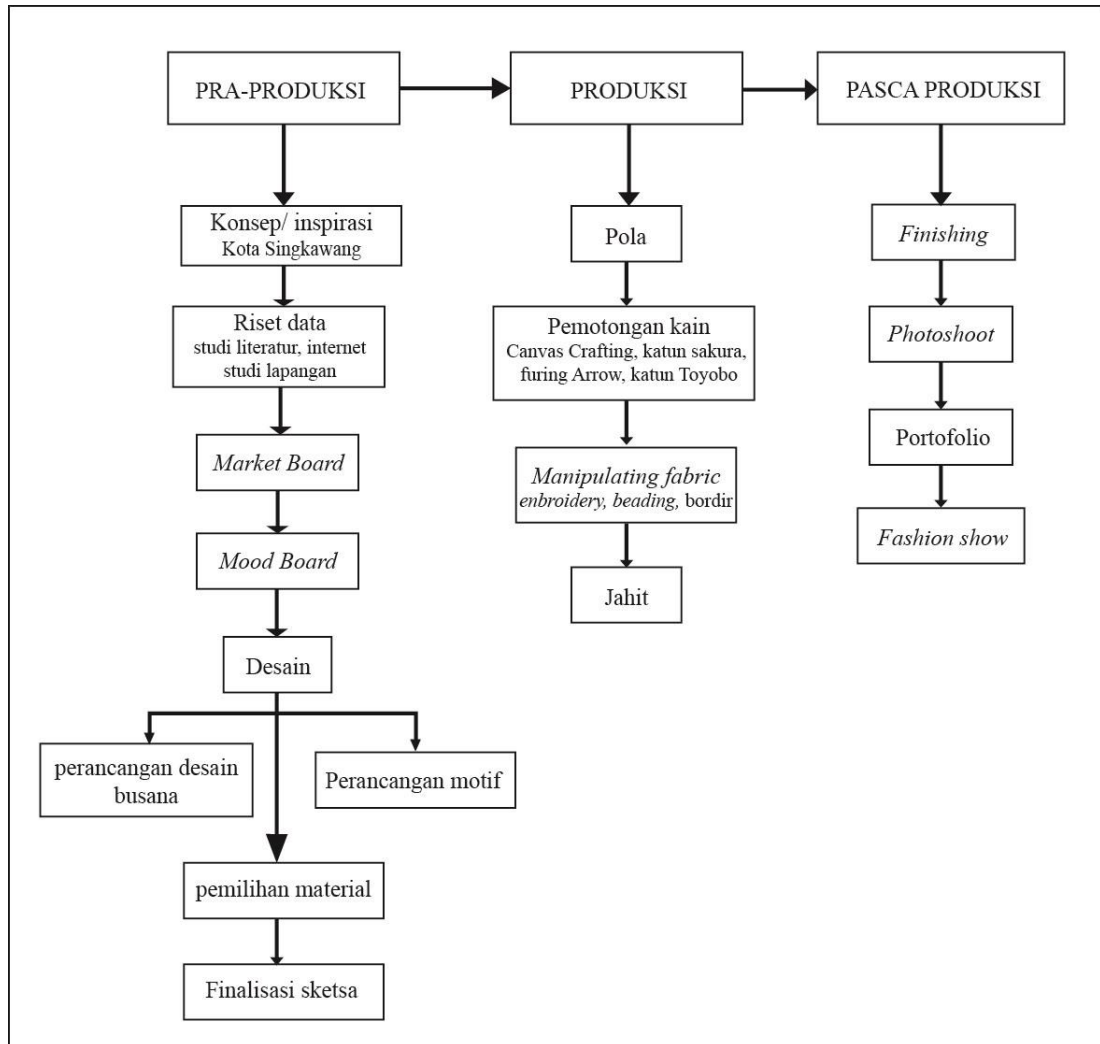 PRA-PRODUKSI
PRODUKSI
PASCA PRODUKSI
Konsep/ inspirasi
Kota Singkawang
Riset data
studi literatur, internet
studi lapangan
Market Board
Mood Board
Desain
perancangan desain
busana
Perancangan motif
pemilihan material
Finalisasi sketsa
Pola
Pemotongan kain
Canvas Crafting, katun sakura,
furing Arrow, katun Toyobo
Manipulating fabric
enbroidery, beading, bordir
Jahit
Finishing
Photoshoot
Portofolio
Fashion show